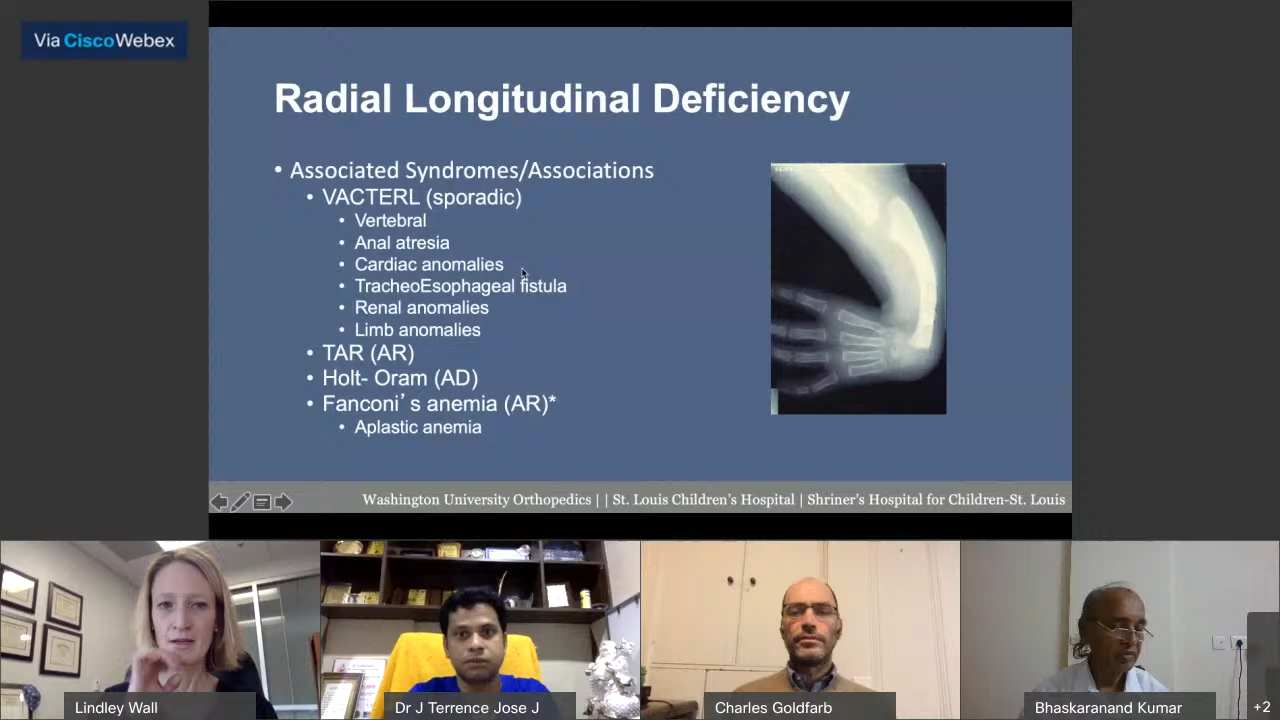 Via Cisco Webex
Radial Longitudinal Deficiency
• Associated Syndromes/Associations
• VACTERL (sporadic)
• Vertebral
• Anal atresia
• Cardiac anomalies
• TracheoEsophageal fistula
• Renal anomalies
• Limb anomalies
• TAR (AR)
• Holt- Oram (AD)
• Fanconi’s anemia (AR)*
• Aplastic anemia
Washington University Orthopedics | | St. Louis Children’s Hospital | Shriner’s Hospital for Children-St. Louis
Lindley Wall
Dr J Terrence Jose J
Charles Goldfarb
Bhaskaranand Kumar
+2